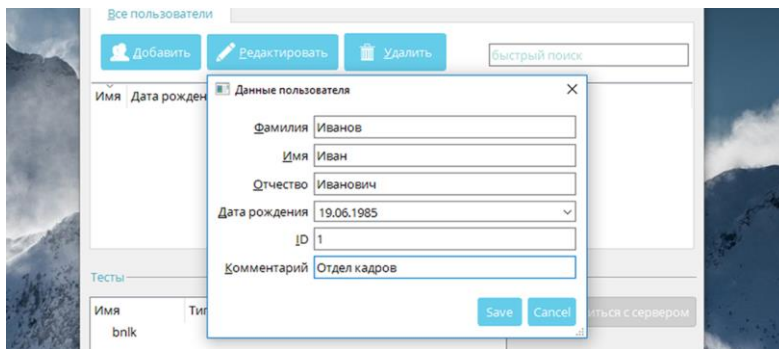 Все пользователи
Добавить Редактировать Удалить быстрый поиск
Имя Дата рожден
Данные пользователя
Фамилия Иванов
Имя Иван
Отчество Иванович
Дата рождения 19.06.1985
ID 1
Комментарий Отдел кадров
Save Cancel
иться с сервером
Тесты
Имя Тип
bnlk